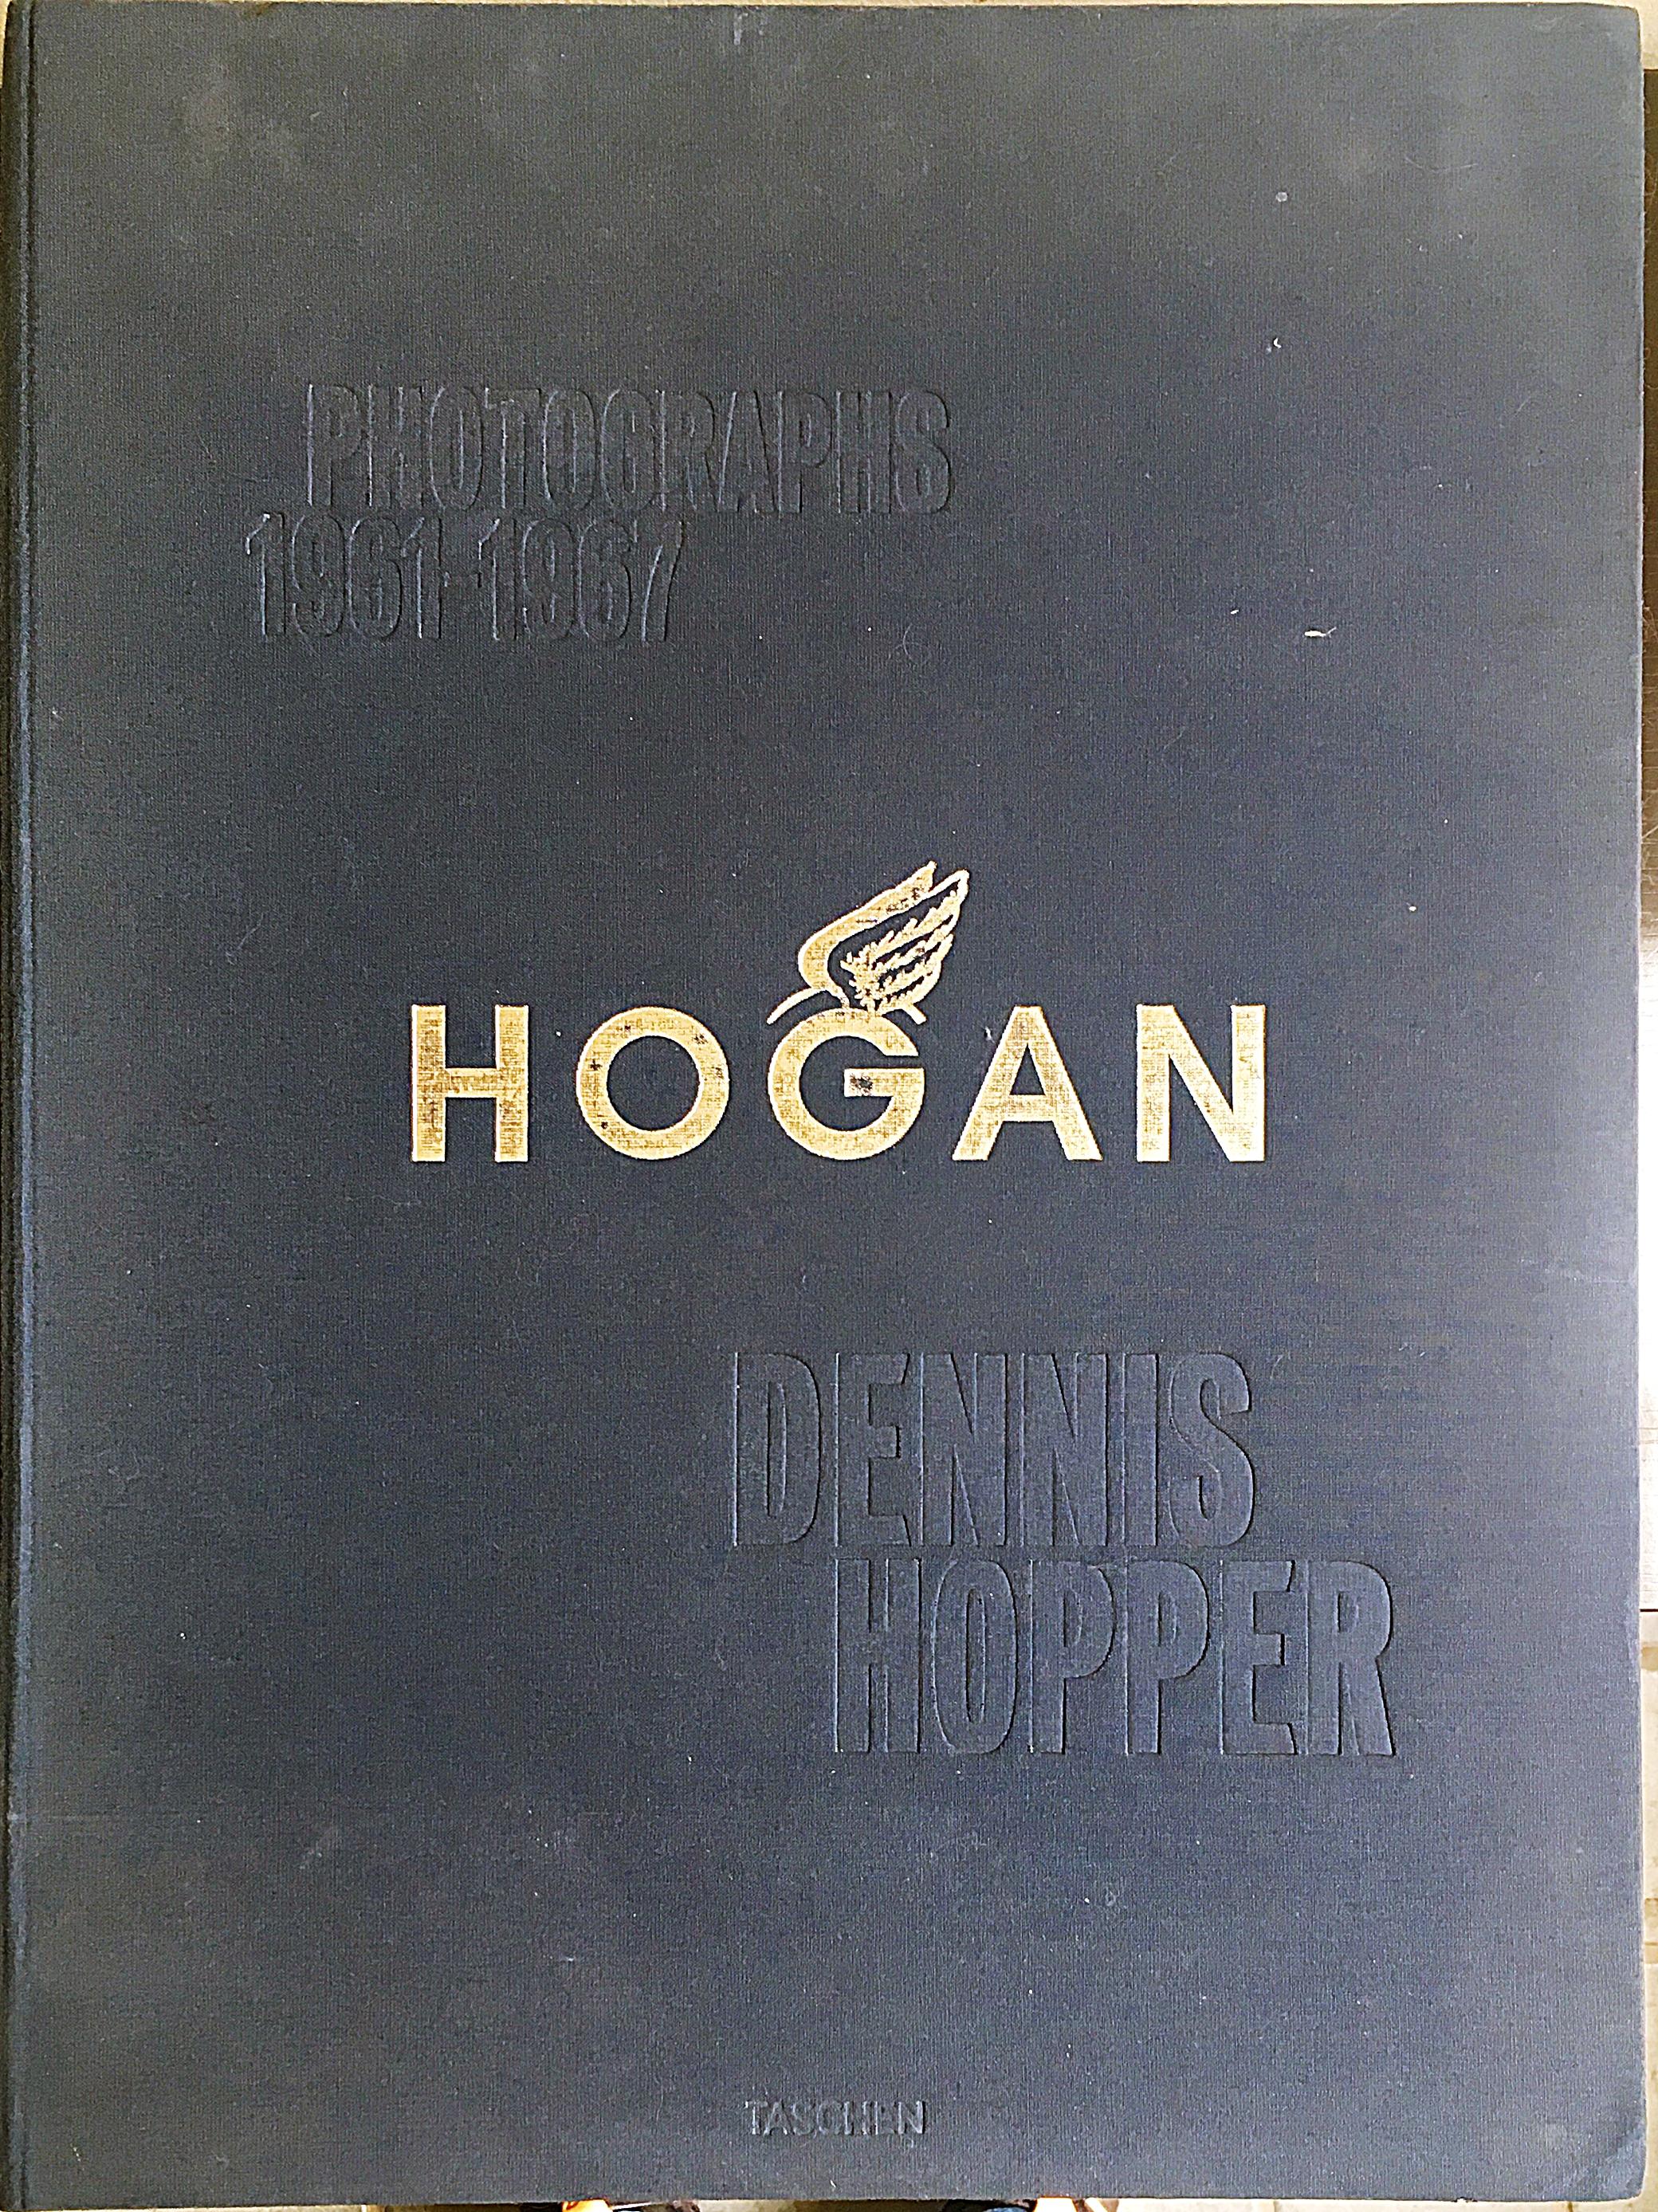 PHOTOGRAPHS
1961-1967
HOGAN
DENNIS
HOPPER
TASCHEN